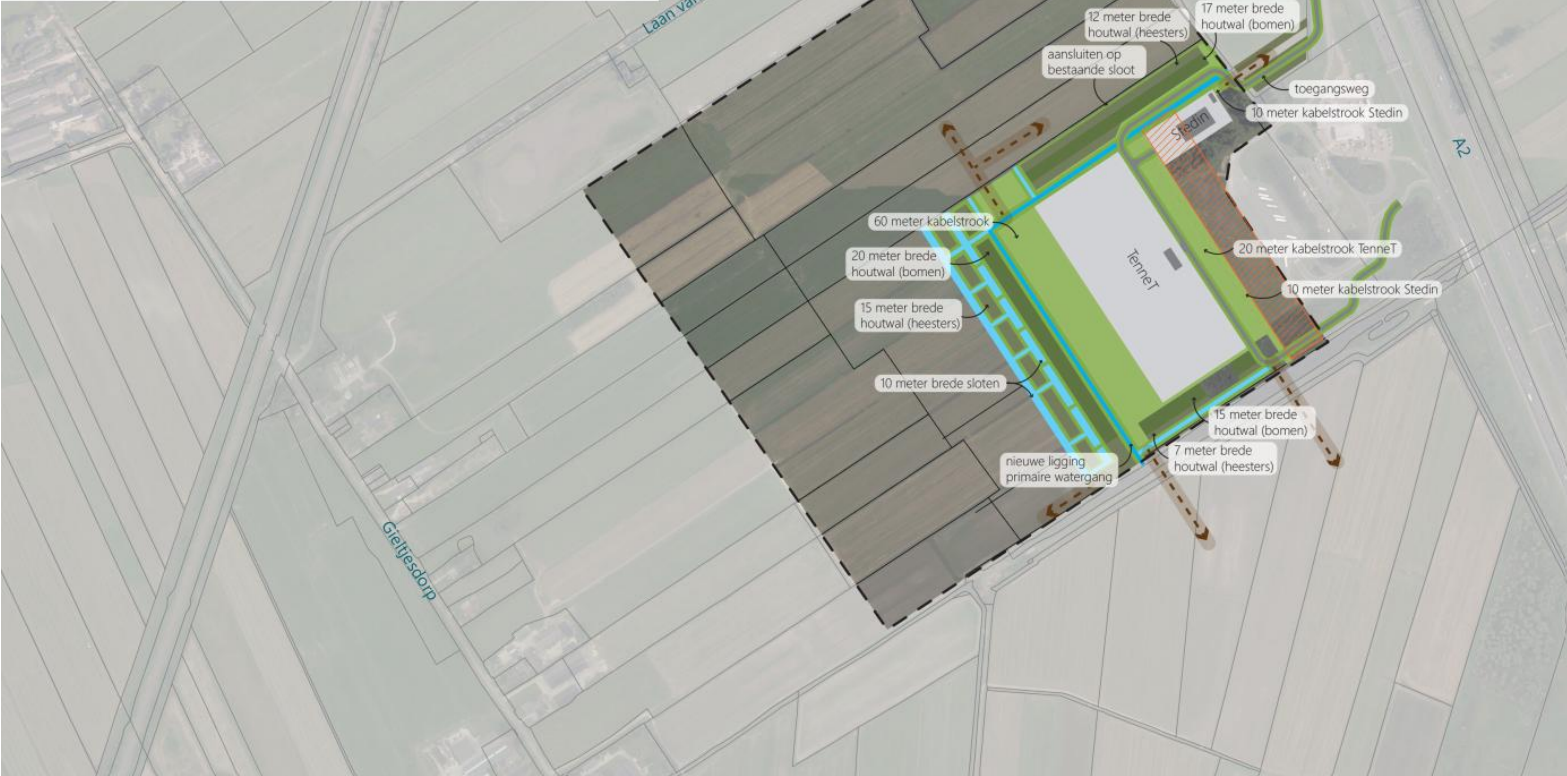 Laan van
12 meter brede
houtwal (heesters)
17 meter brede
houtwal (bomen)
aansluiten op
bestaande sloot
toegangsweg
10 meter kabelstrook Stedin
Stedin
A2
60 meter kabelstrook
20 meter brede
houtwal (bomen)
TenneT
20 meter kabelstrook TenneT
10 meter kabelstrook Stedin
15 meter brede
houtwal (heesters)
10 meter brede sloten
15 meter brede
houtwal (bomen)
7 meter brede
houtwal (heesters)
nieuwe ligging
primaire watergang
Gieltjesdorp